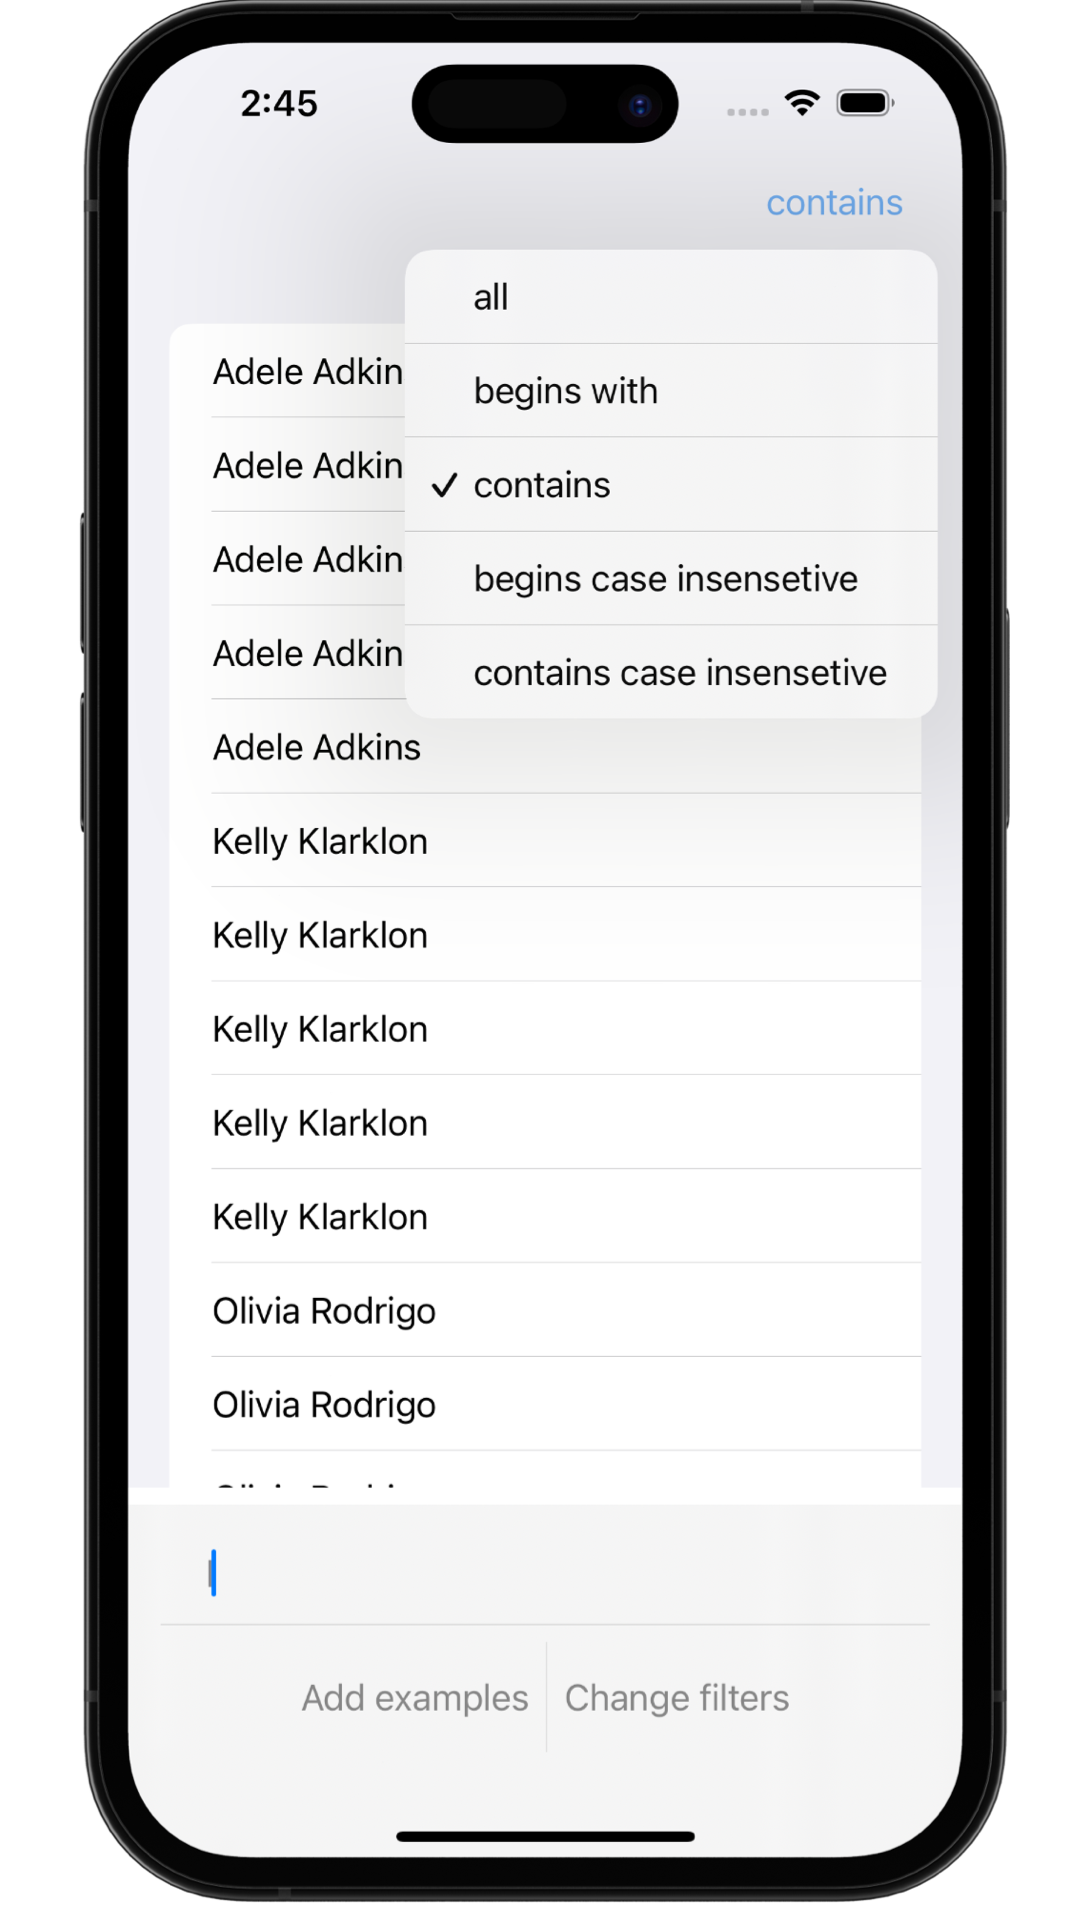 2:45
contains
all
begins with
contains
begins case insensetive
contains case insensetive
Adele Adkin
Adele Adkin
Adele Adkin
Adele Adkin
Adele Adkins
Kelly Klarklon
Kelly Klarklon
Kelly Klarklon
Kelly Klarklon
Kelly Klarklon
Olivia Rodrigo
Olivia Rodrigo
Add examples
Change filters